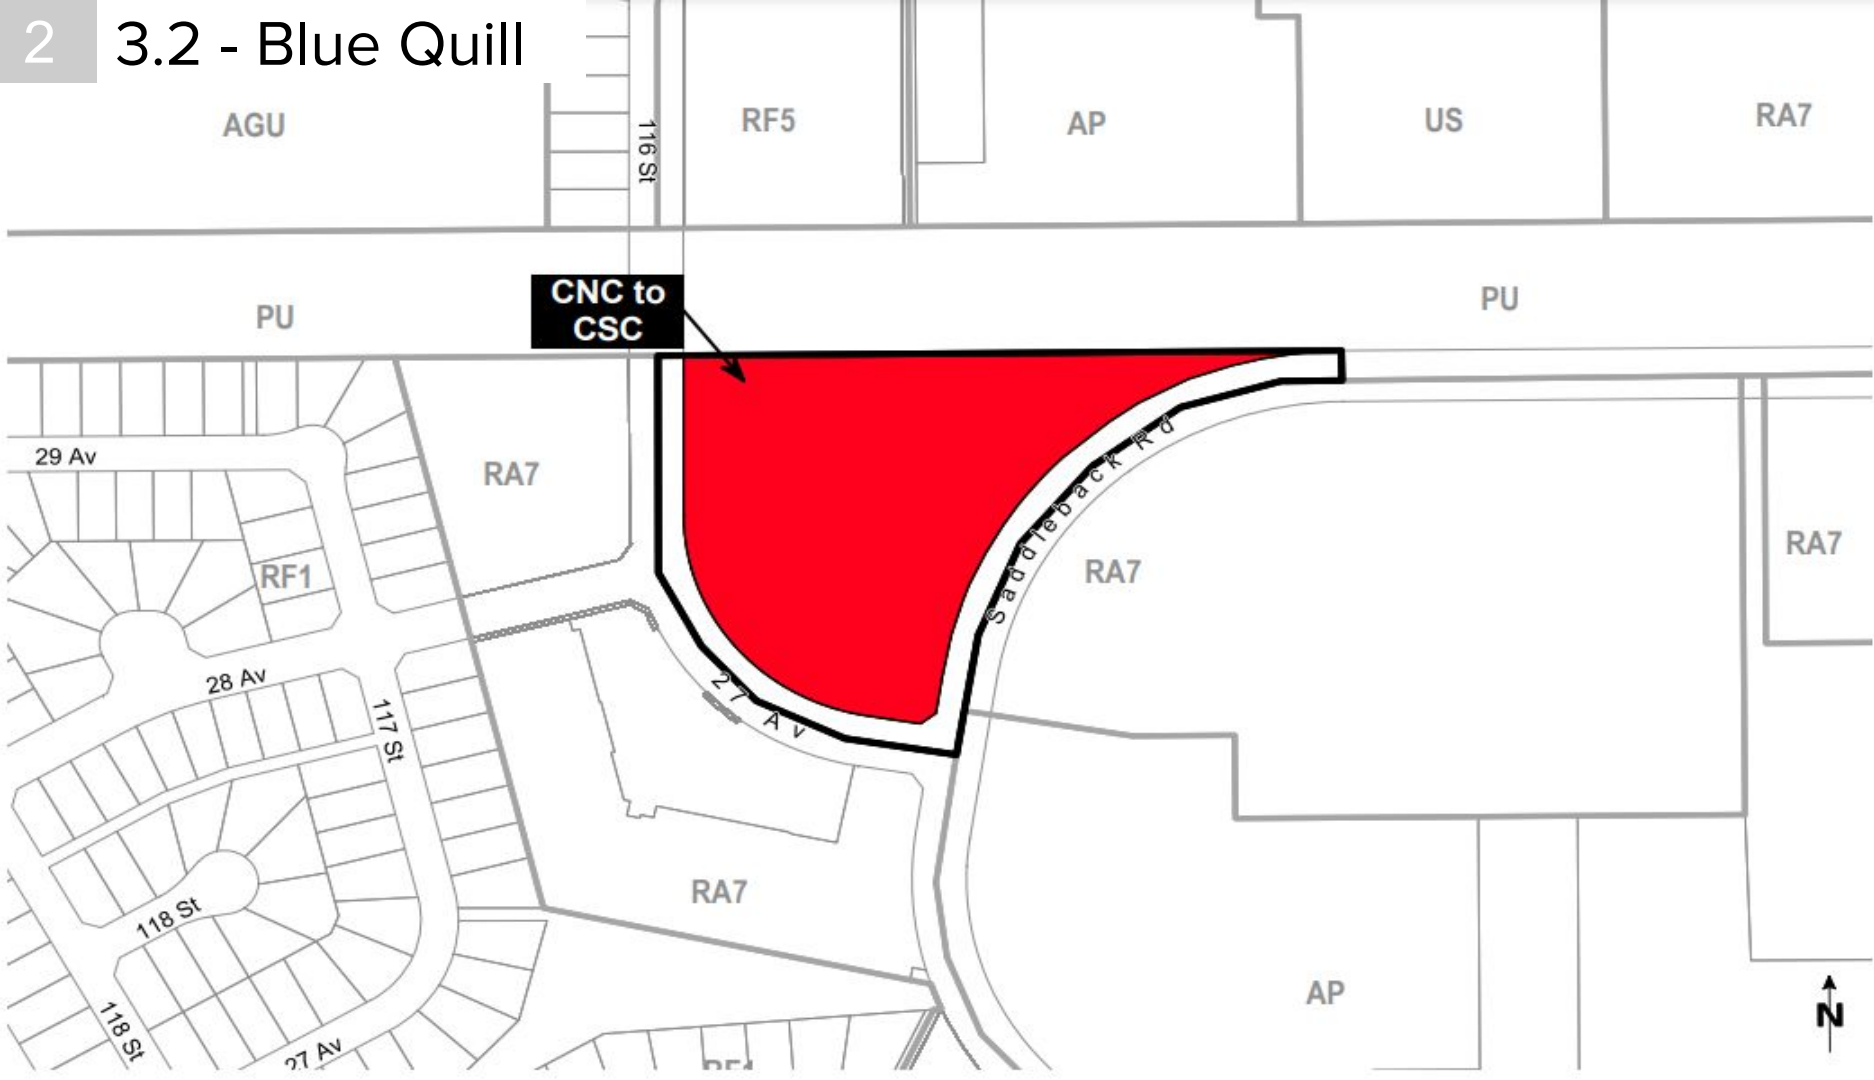 2
3.2 - Blue Quill
AGU
116 St
RF5
AP
US
RA7
PU
CNC to
CSC
PU
29 Av
RA7
RF1
Saddleback Rd
RA7
RA7
28 Av
27 Av
117 St
RA7
118 St
AP
118 St
27 Av
RF1
N